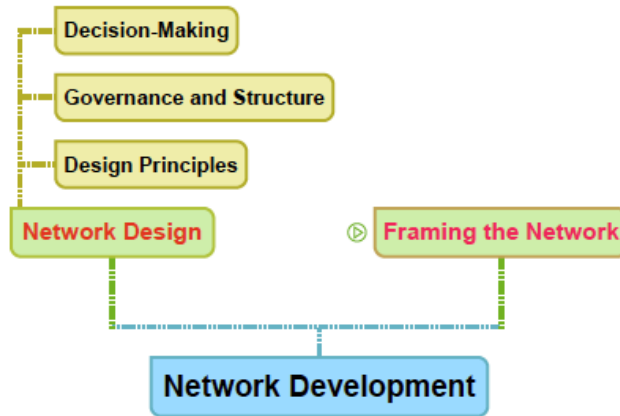 Decision-Making
Governance and Structure
Design Principles
Network Design
Framing the Network
Network Development